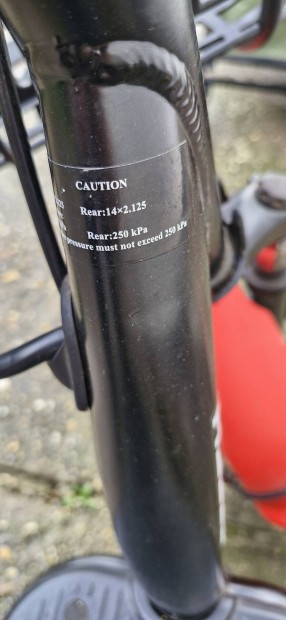 CAUTION
Rear:14×2.125
Rear:250 kPa
pressure must not exceed 250 kPa